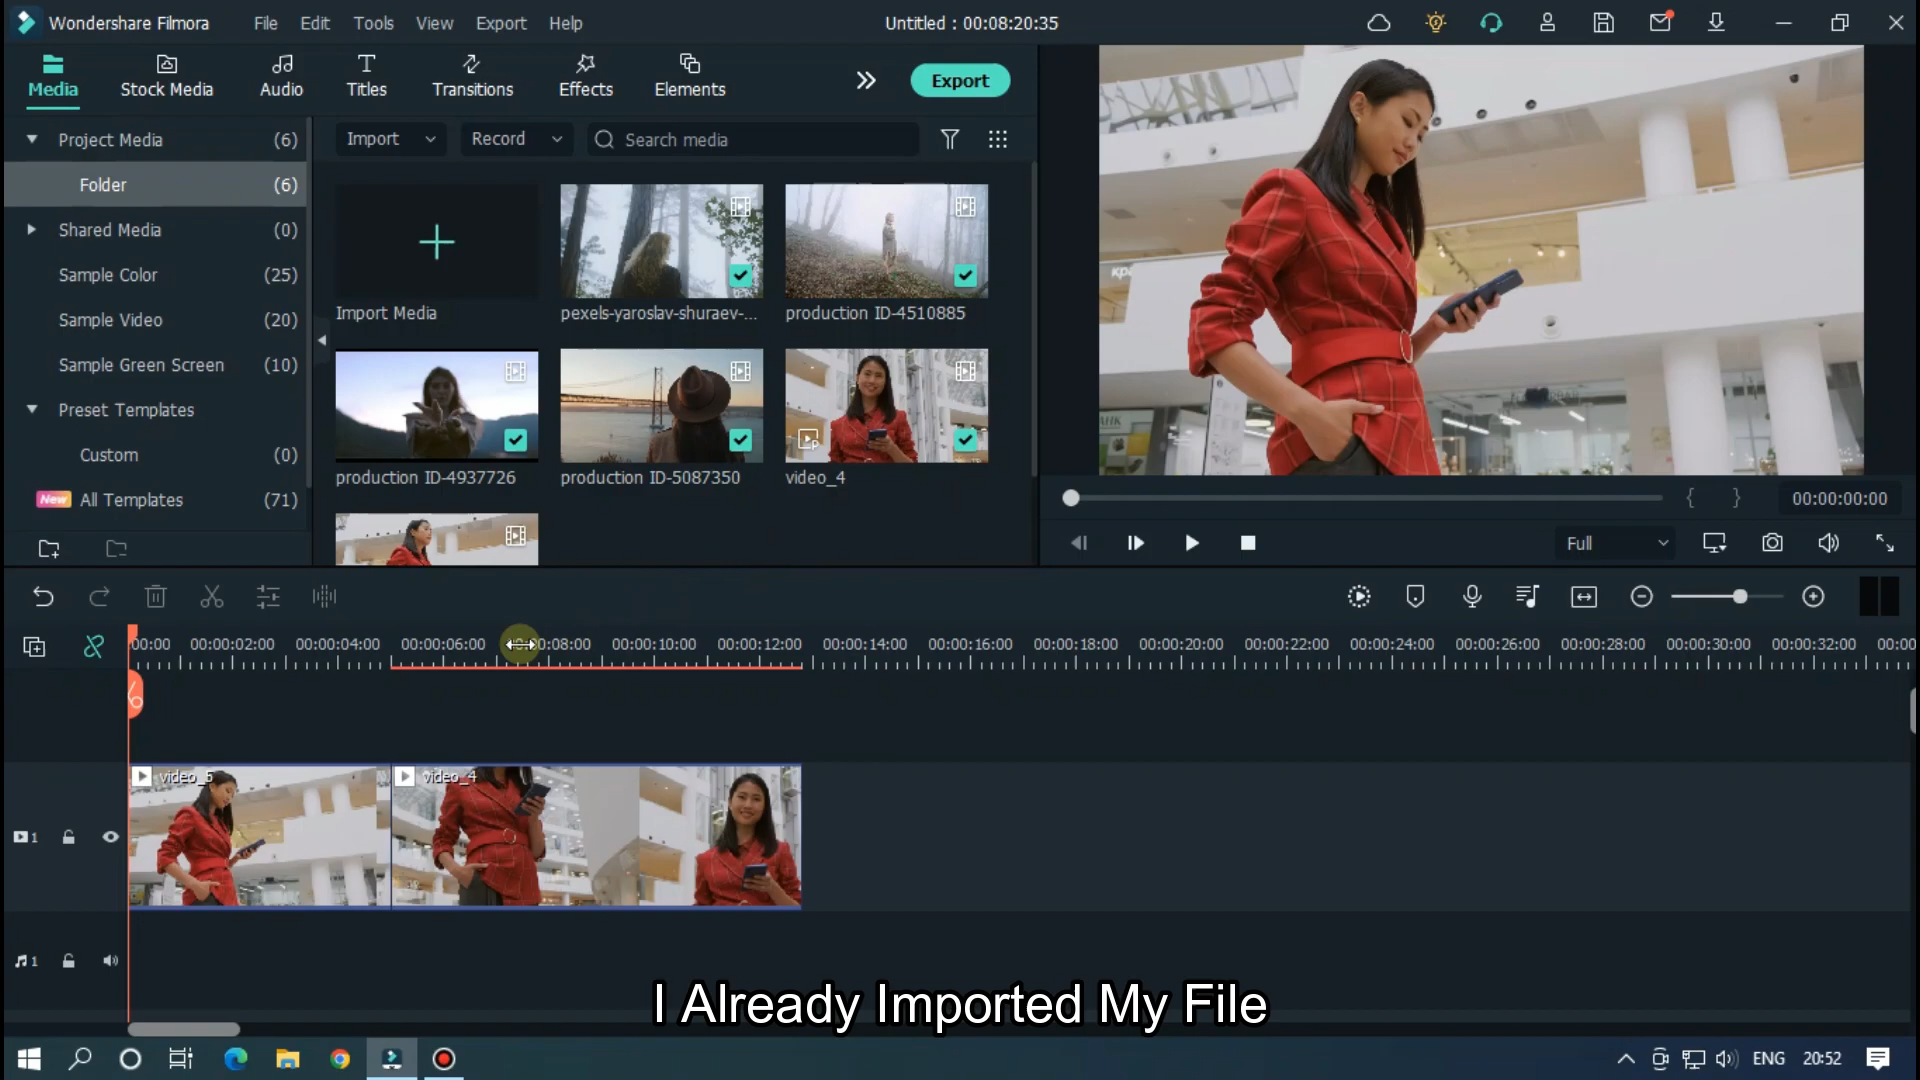 Wondershare Filmora File Edit Tools View Export Help Untitled : 00:08:20:35
Media Stock Media Audio Titles Transitions Effects Elements Export
Project Media (6)
Folder (6)
Shared Media (0)
Sample Color (25)
Sample Video (20)
Sample Green Screen (10)
Preset Templates
Custom (0)
New All Templates (71)
Import Record Search media
Import Media pexels-yaroslav-shuraev-... production ID-4510885
production ID-4937726 production ID-5087350 video_4
00:00:00:00
Full
00:00 00:00:02:00 00:00:04:00 00:00:06:00 00:00:08:00 00:00:10:00 00:00:12:00 00:00:14:00 00:00:16:00 00:00:18:00 00:00:20:00 00:00:22:00 00:00:24:00 00:00:26:00 00:00:28:00 00:00:30:00 00:00:32:00 00:00
video_5 video_4
1
1
I Already Imported My File
ENG 20:52